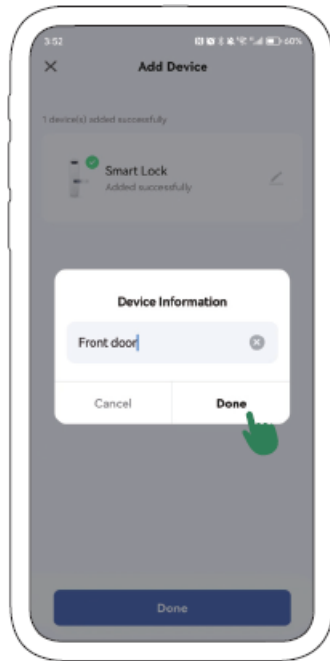 3:52
60%
Add Device
1 device(s) added successfully
Smart Lock
Added successfully
Device Information
Front door
Cancel
Done
Done